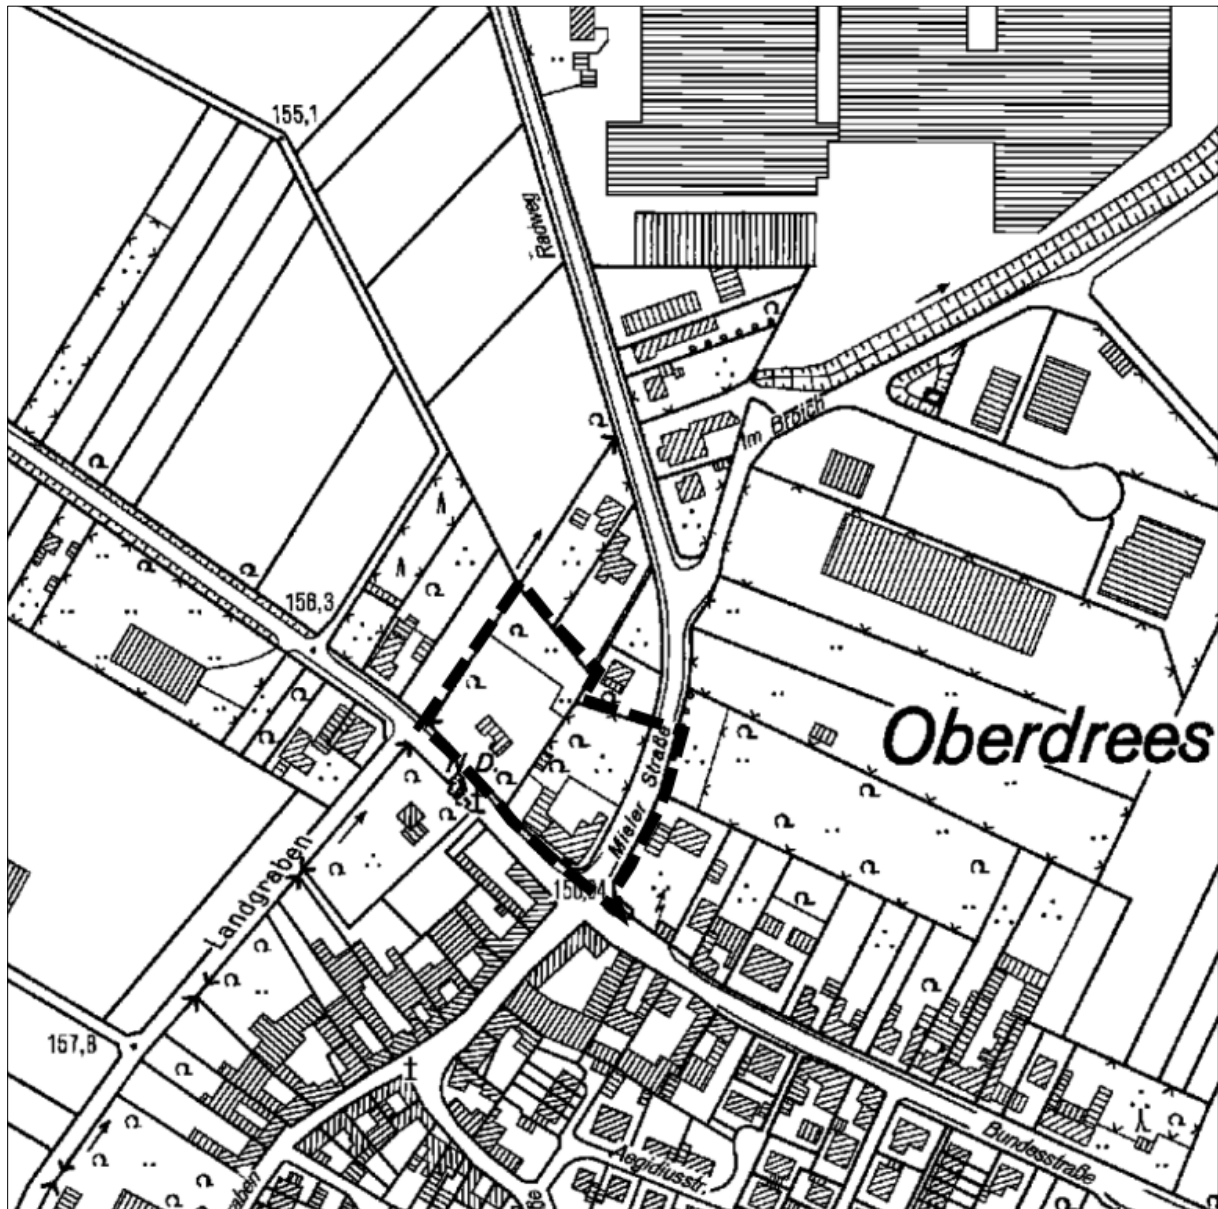 155,1
Radweg
Im Broich
156,3
Oberdrees
N.D.
Mieler Straße
Landgraben
157,8
Bundesstraße
Aegidiusstr.